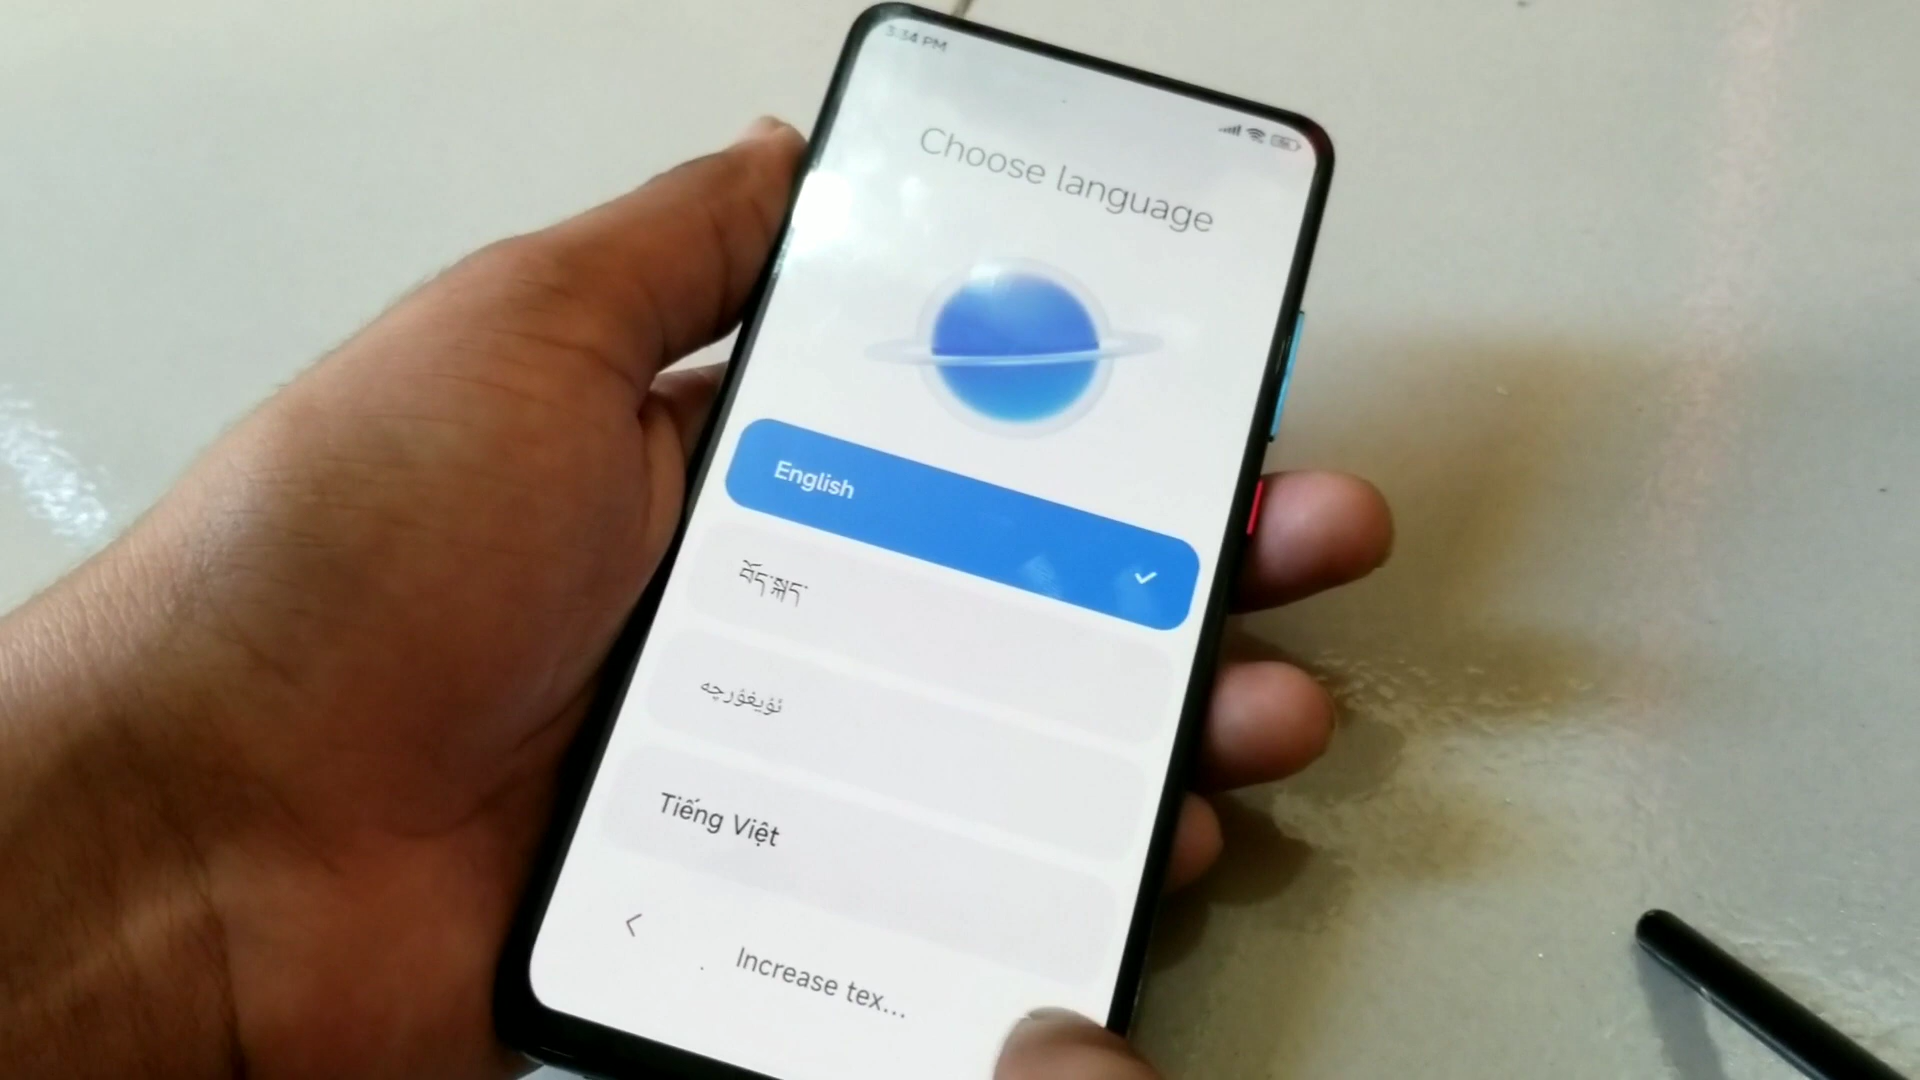 3:34 PM
Choose language
English
བོད་སྐད་
ئۇيغۇرچە
Tiếng Việt
Increase tex...